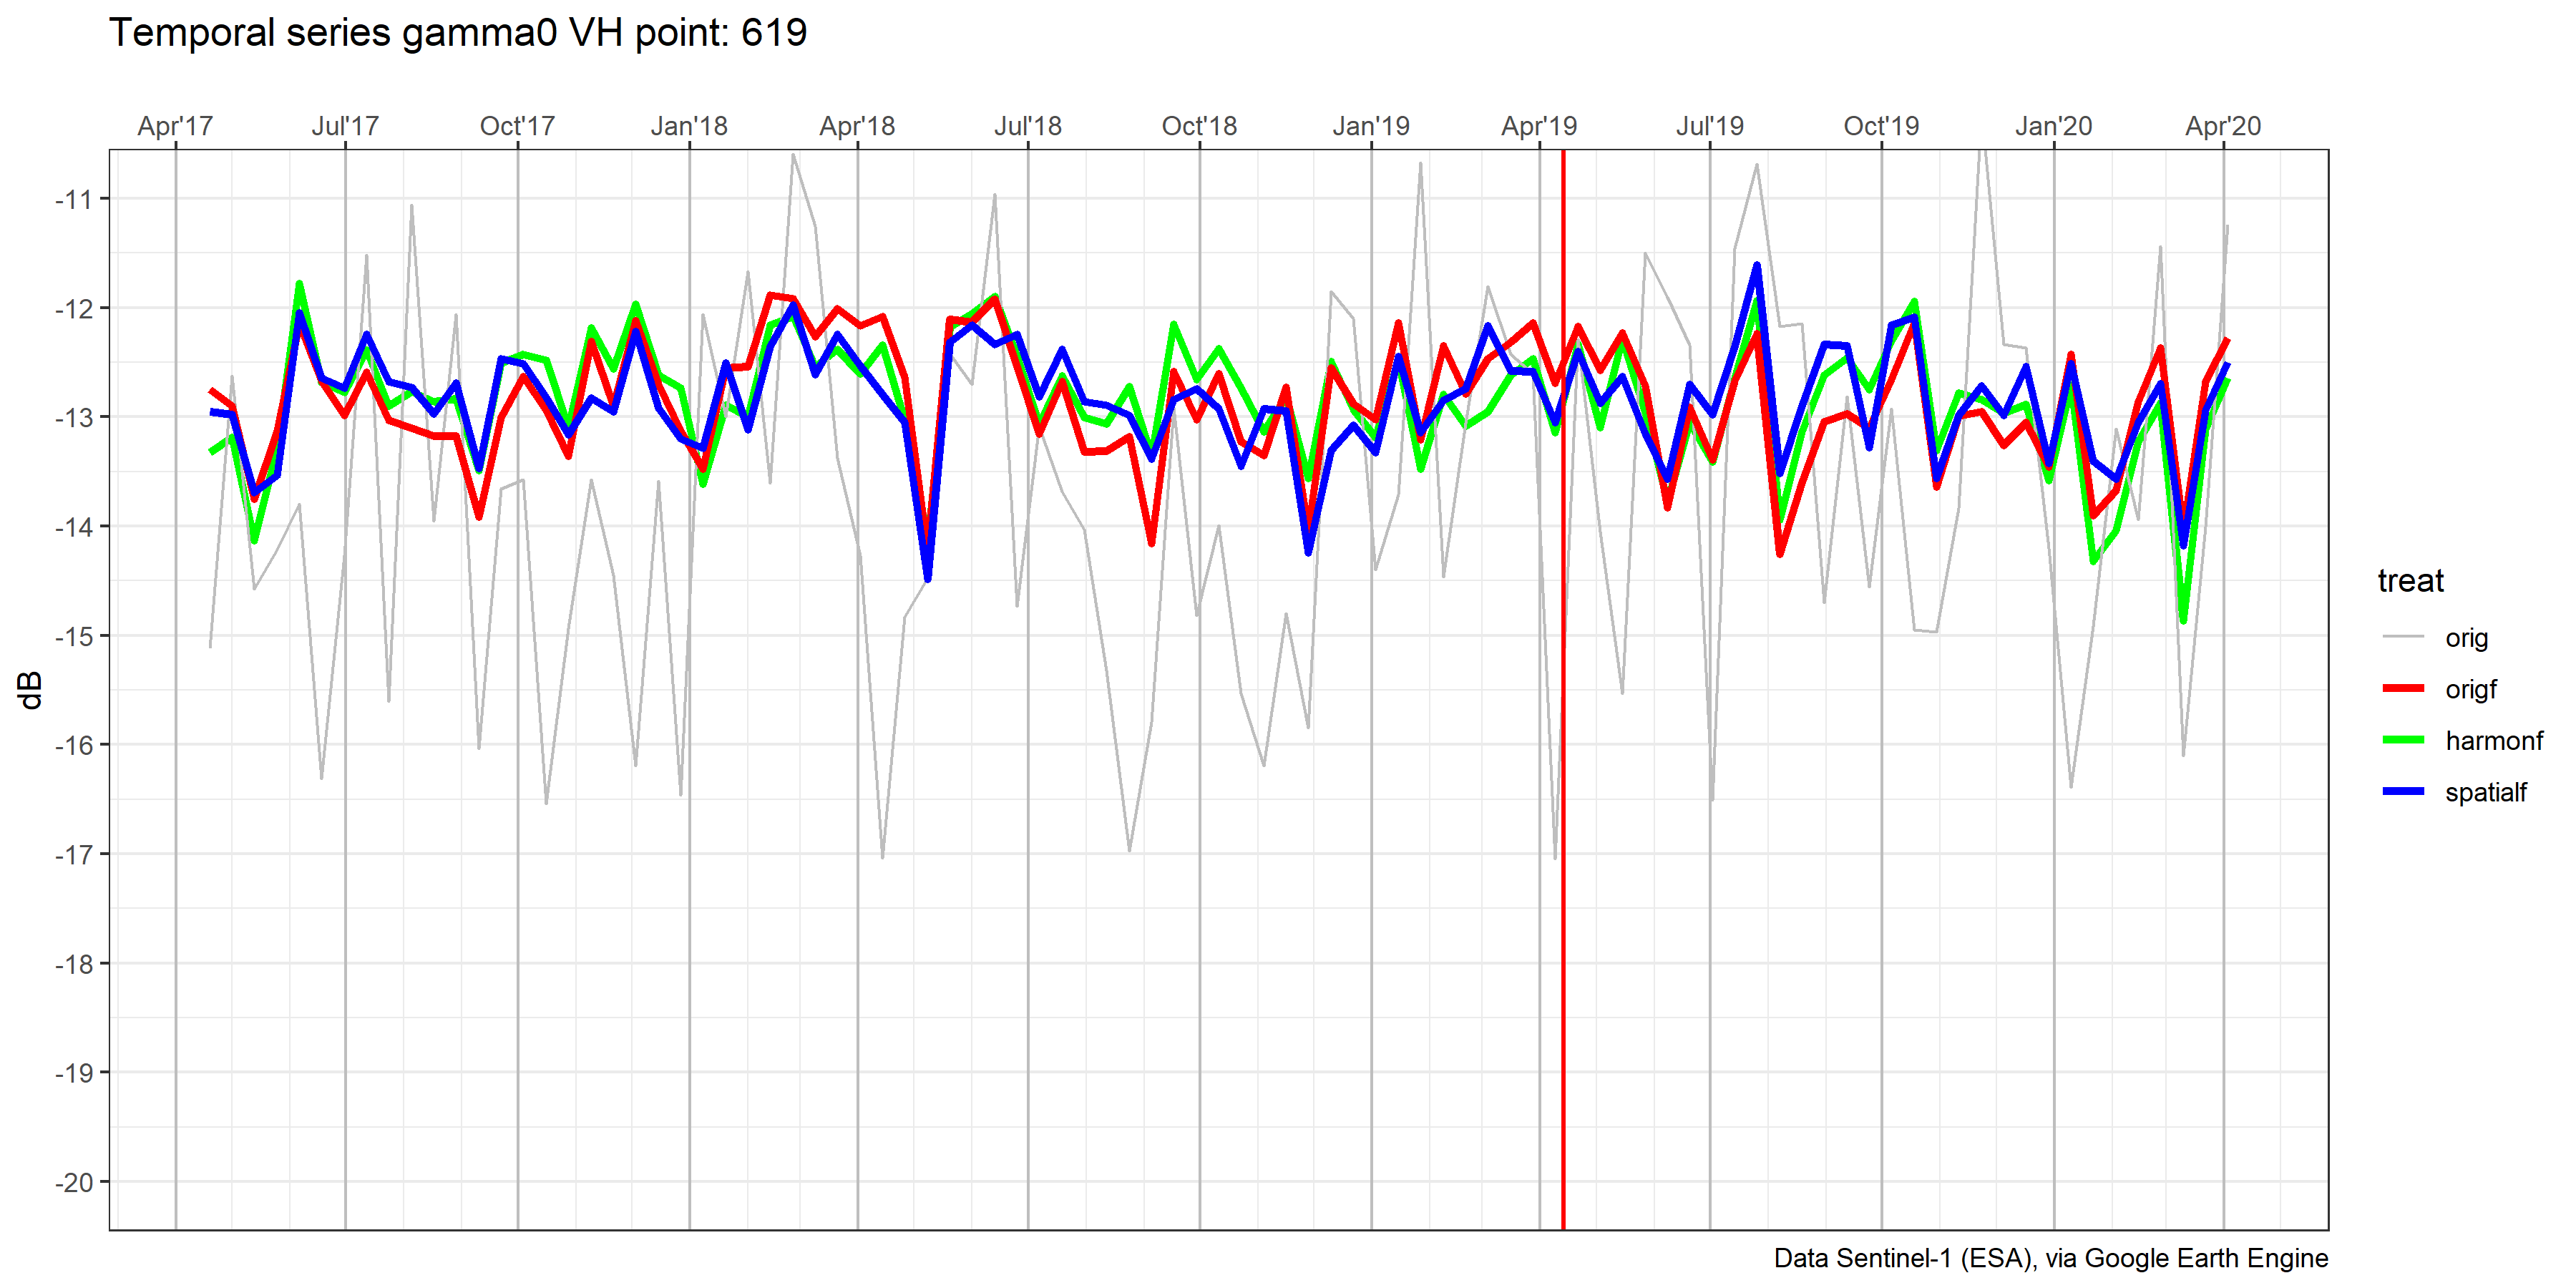 Temporal series gamma0 VH point: 619
Apr'17 Jul'17 Oct'17 Jan'18 Apr'18 Jul'18 Oct'18 Jan'19 Apr'19 Jul'19 Oct'19 Jan'20 Apr'20
-11
-12
-13
-14
-15
-16
-17
-18
-19
-20
dB
treat
orig
origf
harmonf
spatialf
Data Sentinel-1 (ESA), via Google Earth Engine